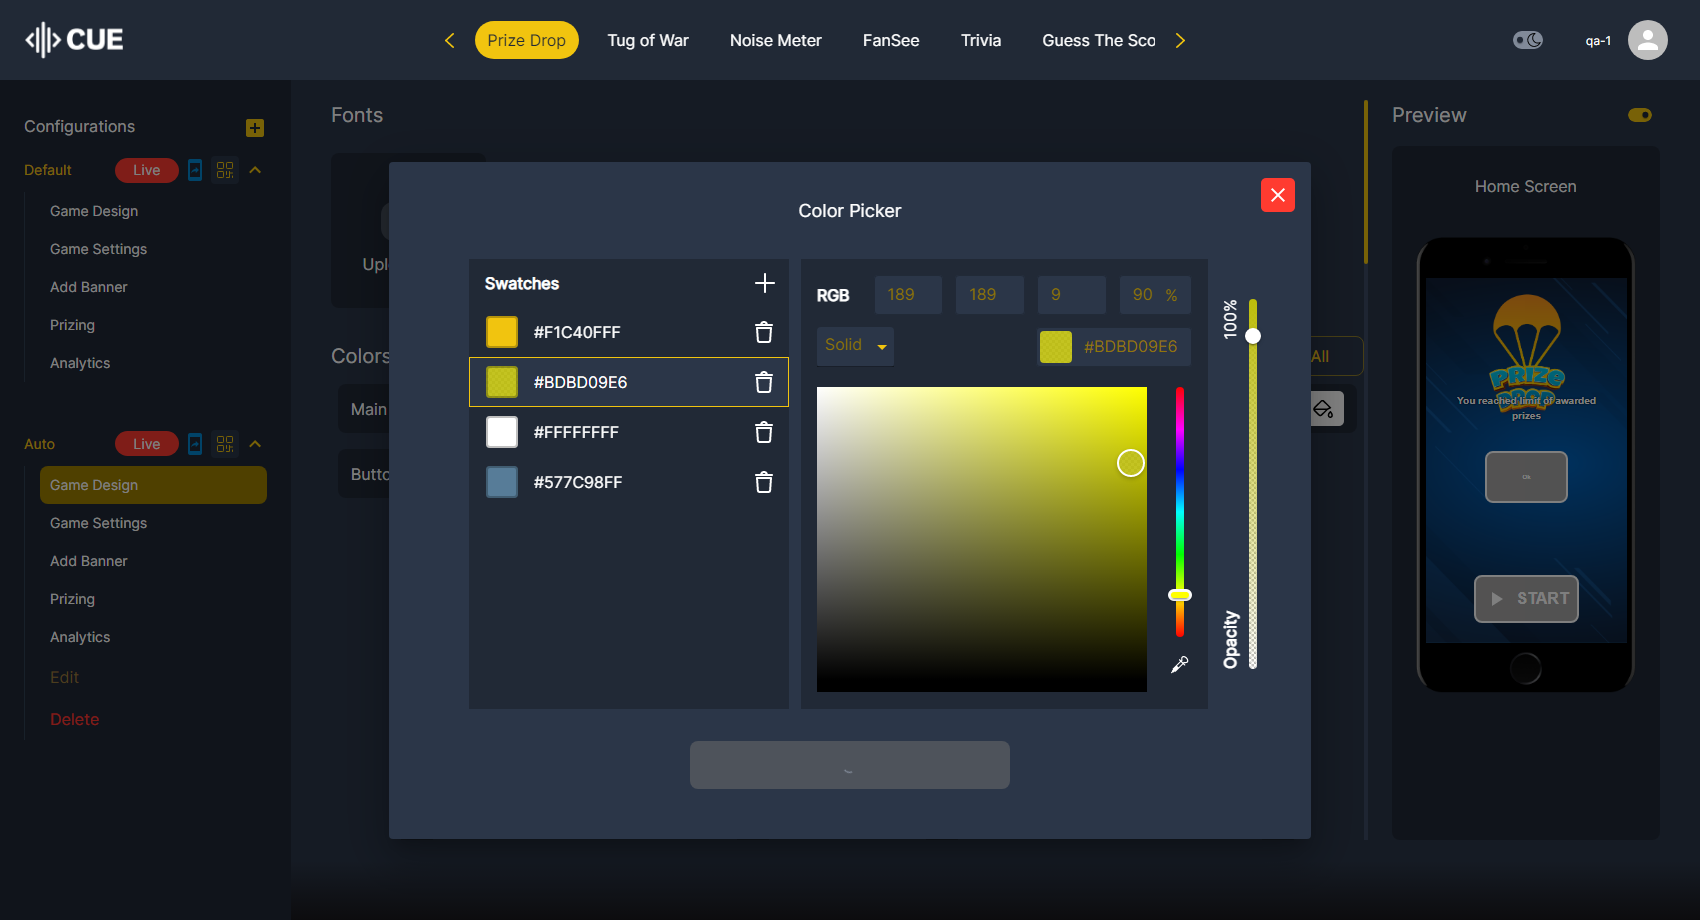 CUE
Prize Drop
Tug of War
Noise Meter
FanSee
Trivia
Guess The Sco
qa-1
Configurations
Default
Live
Game Design
Game Settings
Add Banner
Prizing
Analytics
Auto
Live
Game Design
Game Settings
Add Banner
Prizing
Analytics
Edit
Delete
Fonts
Upl
Colors
Main
Butto
All
Color Picker
Swatches
#F1C40FFF
#BDBD09E6
#FFFFFFFF
#577C98FF
RGB
189
189
9
90 %
Solid
#BDBD09E6
100%
Opacity
Preview
Home Screen
PRIZE
DROP
You reached limit of awarded
prizes
Ok
START